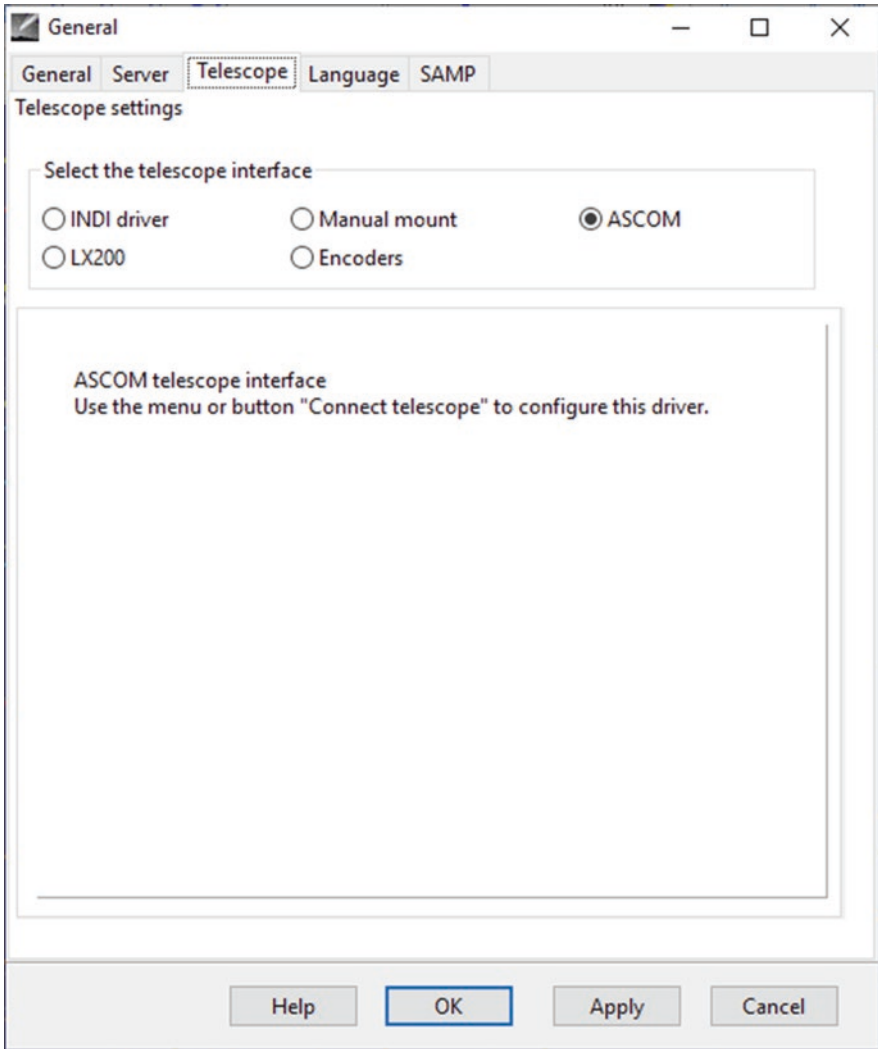 General
General Server Telescope Language SAMP
Telescope settings
Select the telescope interface
INDI driver Manual mount ASCOM
LX200 Encoders
ASCOM telescope interface
Use the menu or button "Connect telescope" to configure this driver.
Help OK Apply Cancel